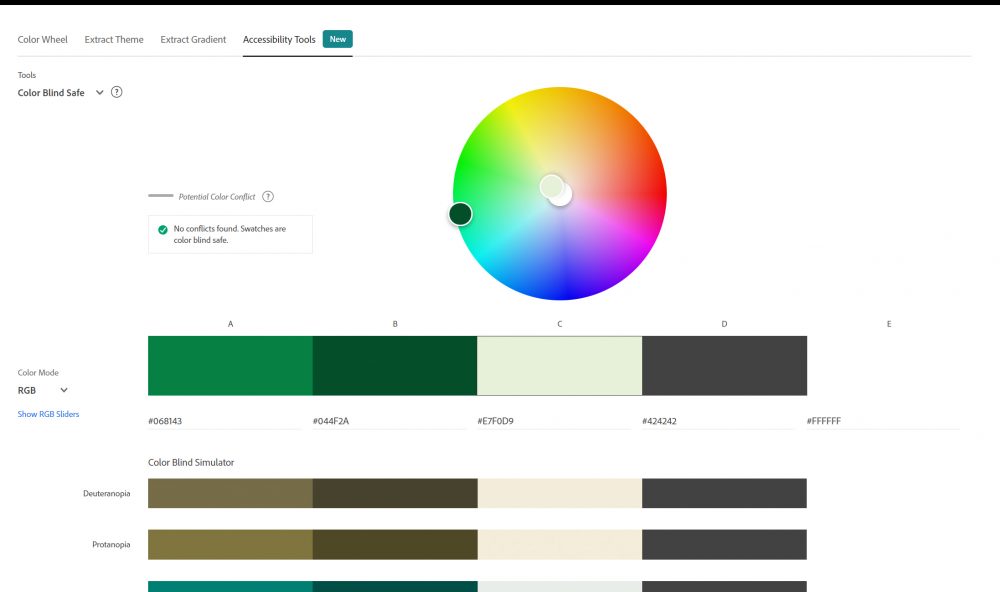 Color Wheel Extract Theme Extract Gradient Accessibility Tools New
Tools
Color Blind Safe ?
Potential Color Conflict ?
No conflicts found. Swatches are
color blind safe.
A B C D E
Color Mode
RGB
Show RGB Sliders
#068143 #044F2A #E7F0D9 #424242 #FFFFFF
Color Blind Simulator
Deuteranopia
Protanopia